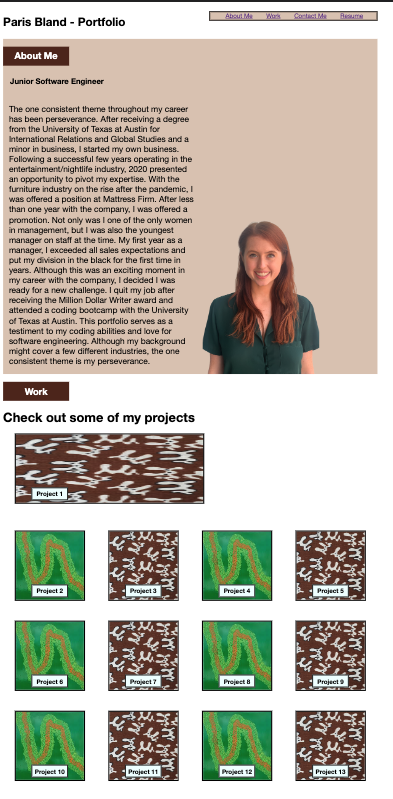 Paris Bland - Portfolio
About Me Work Contact Me Resume
About Me
Junior Software Engineer
The one consistent theme throughout my career
has been perseverance. After receiving a degree
from the University of Texas at Austin for
International Relations and Global Studies and a
minor in business, I started my own business.
Following a successful few years operating in the
entertainment/nightlife industry, 2020 presented
an opportunity to pivot my expertise. With the
furniture industry on the rise after the pandemic, I
was offered a position at Mattress Firm. After less
than one year with the company, I was offered a
promotion. Not only was I one of the only women
in management, but I was also the youngest
manager on staff at the time. My first year as a
manager, I exceeded all sales expectations and
put my division in the black for the first time in
years. Although this was an exciting moment in
my career with the company, I decided I was
ready for a new challenge. I quit my job after
receiving the Million Dollar Writer award and
attended a coding bootcamp with the University
of Texas at Austin. This portfolio serves as a
testiment to my coding abilities and love for
software engineering. Although my background
might cover a few different industries, the one
consistent theme is my perseverance.
Work
Check out some of my projects
Project 1
Project 2
Project 3
Project 4
Project 5
Project 6
Project 7
Project 8
Project 9
Project 10
Project 11
Project 12
Project 13